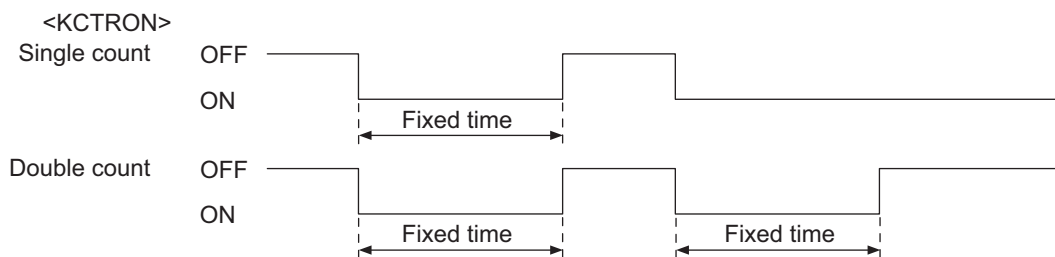 <KCTRON>
Single count OFF
ON
Fixed time
Double count OFF
ON
Fixed time Fixed time